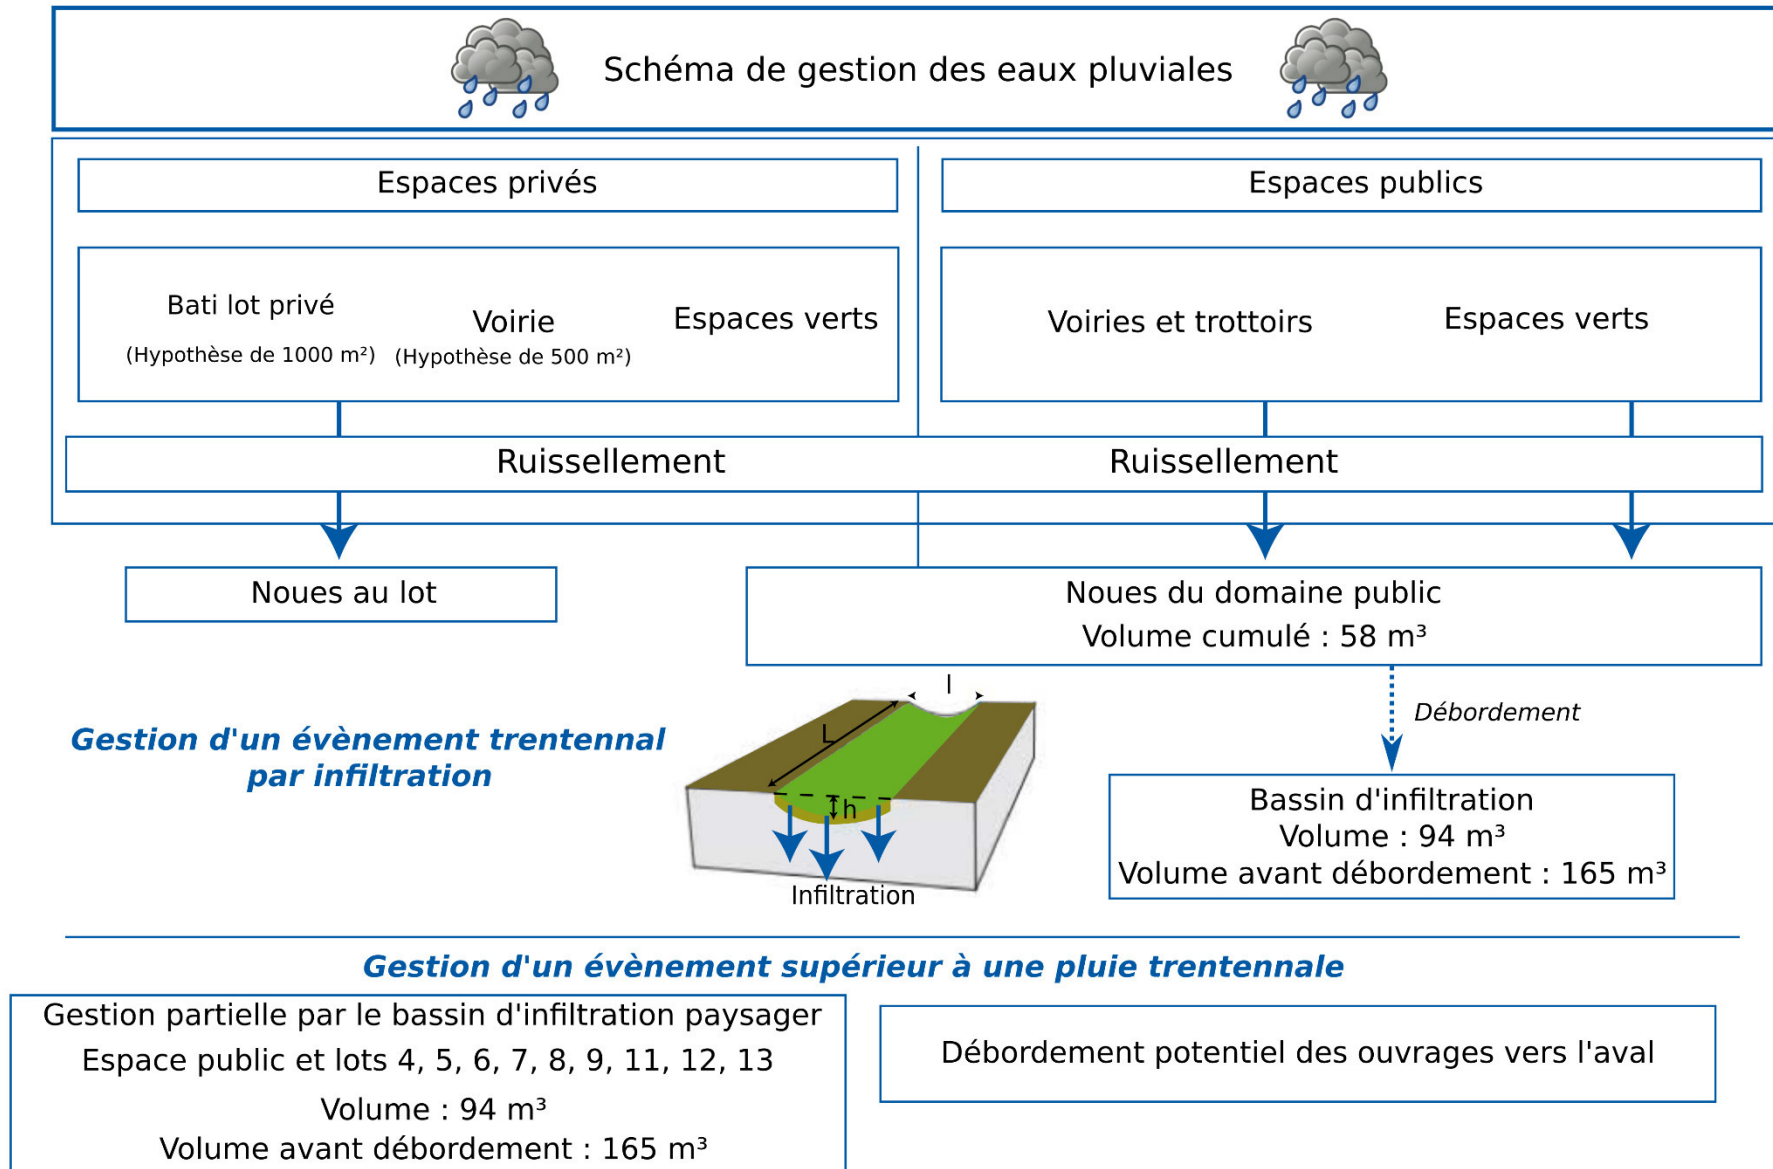 Schéma de gestion des eaux pluviales
Espaces privés
Espaces publics
Bati lot privé
(Hypothèse de 1000 m²)
Voirie
(Hypothèse de 500 m²)
Espaces verts
Voiries et trottoirs
Espaces verts
Ruissellement
Ruissellement
Noues au lot
Noues du domaine public
Volume cumulé : 58 m³
Débordement
Gestion d'un évènement trentennal
par infiltration
l
L
h
Infiltration
Bassin d'infiltration
Volume : 94 m³
Volume avant débordement : 165 m³
Gestion d'un évènement supérieur à une pluie trentennale
Gestion partielle par le bassin d'infiltration paysager
Espace public et lots 4, 5, 6, 7, 8, 9, 11, 12, 13
Volume : 94 m³
Volume avant débordement : 165 m³
Débordement potentiel des ouvrages vers l'aval